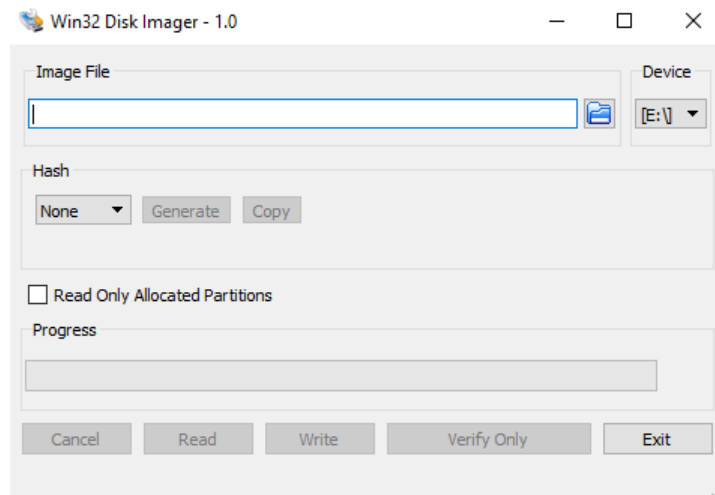 Win32 Disk Imager - 1.0
Image File
Device
[E:\]
Hash
None Generate Copy
Read Only Allocated Partitions
Progress
Cancel Read Write Verify Only Exit